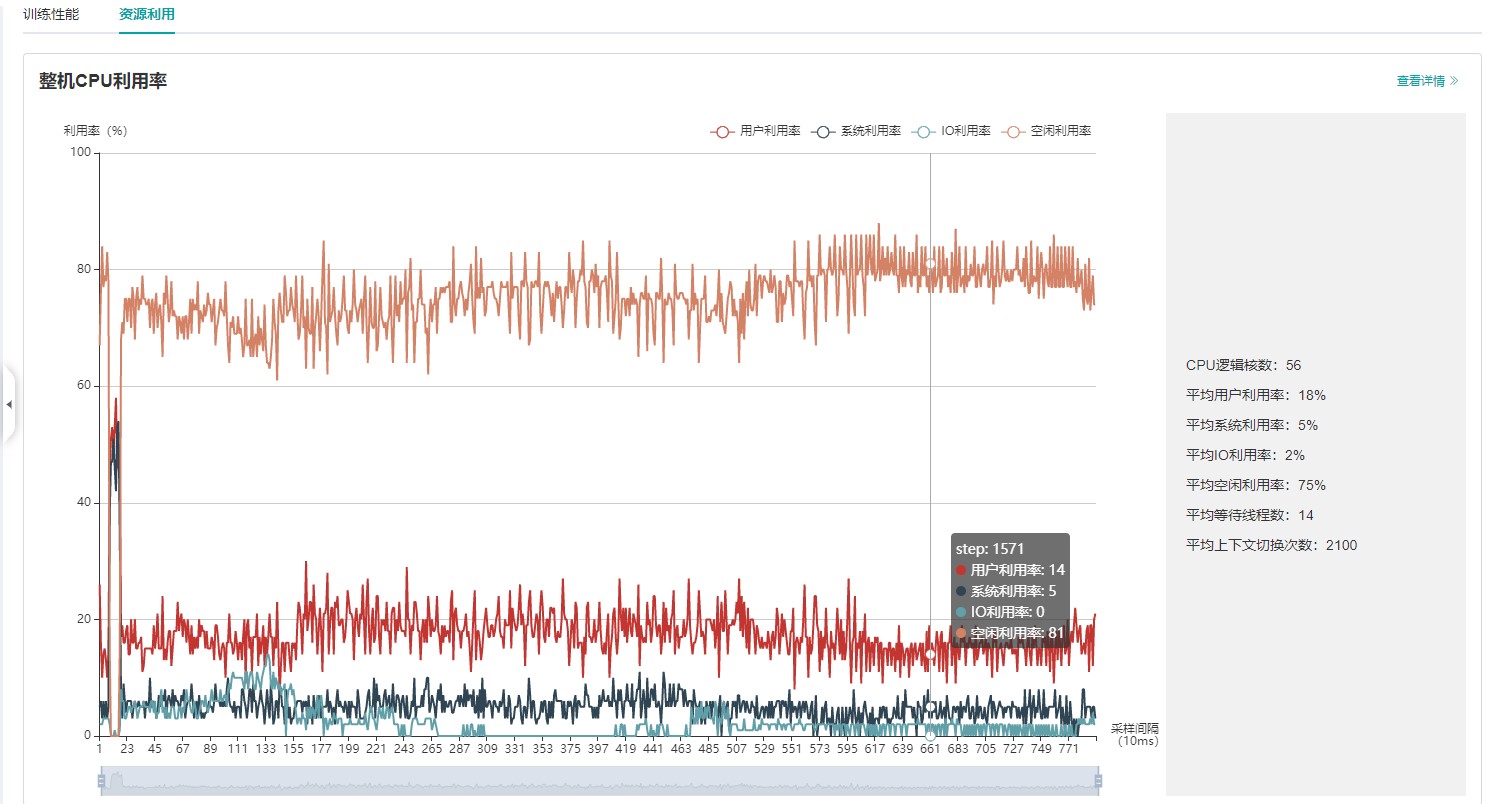 训练性能 资源利用
整机CPU利用率 查看详情 »
利用率（%） 用户利用率 系统利用率 IO利用率 空闲利用率
100
80
60
40
20
0
1 23 45 67 89 111 133 155 177 199 221 243 265 287 309 331 353 375 397 419 441 463 485 507 529 551 573 595 617 639 661 683 705 727 749 771
采样间隔
（10ms）
step: 1571
用户利用率: 14
系统利用率: 5
IO利用率: 0
空闲利用率: 81
CPU逻辑核数：56
平均用户利用率：18%
平均系统利用率：5%
平均IO利用率：2%
平均空闲利用率：75%
平均等待线程数：14
平均上下文切换次数：2100